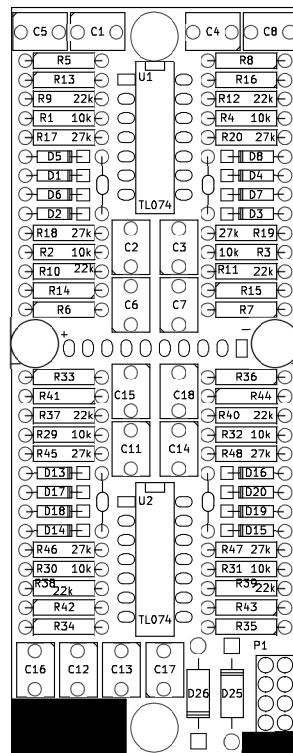 C5 C1 C4 C8
R5 U1 R8
R13 R16
R9 22k R12 22k
R1 10k R4 10k
R17 27k R20 27k
D5 D8
D1 D4
D6 D7
D2 TL074 D3
R18 27k C2 C3 27k R19
R2 10k 10k R3
R10 22k R11 22k
R14 C6 C7 R15
R6 R7
+ −
R33 R36
R41 C15 C18 R44
R37 22k R40 22k
R29 10k C11 C14 R32 10k
R45 27k R48 27k
D13 D16
D17 U2 D20
D18 D19
D14 D15
R46 27k R47 27k
R30 10k R31 10k
R38 22k R39 22k
R42 TL074 R43
R34 R35
C16 C12 C13 C17 P1
D26 D25